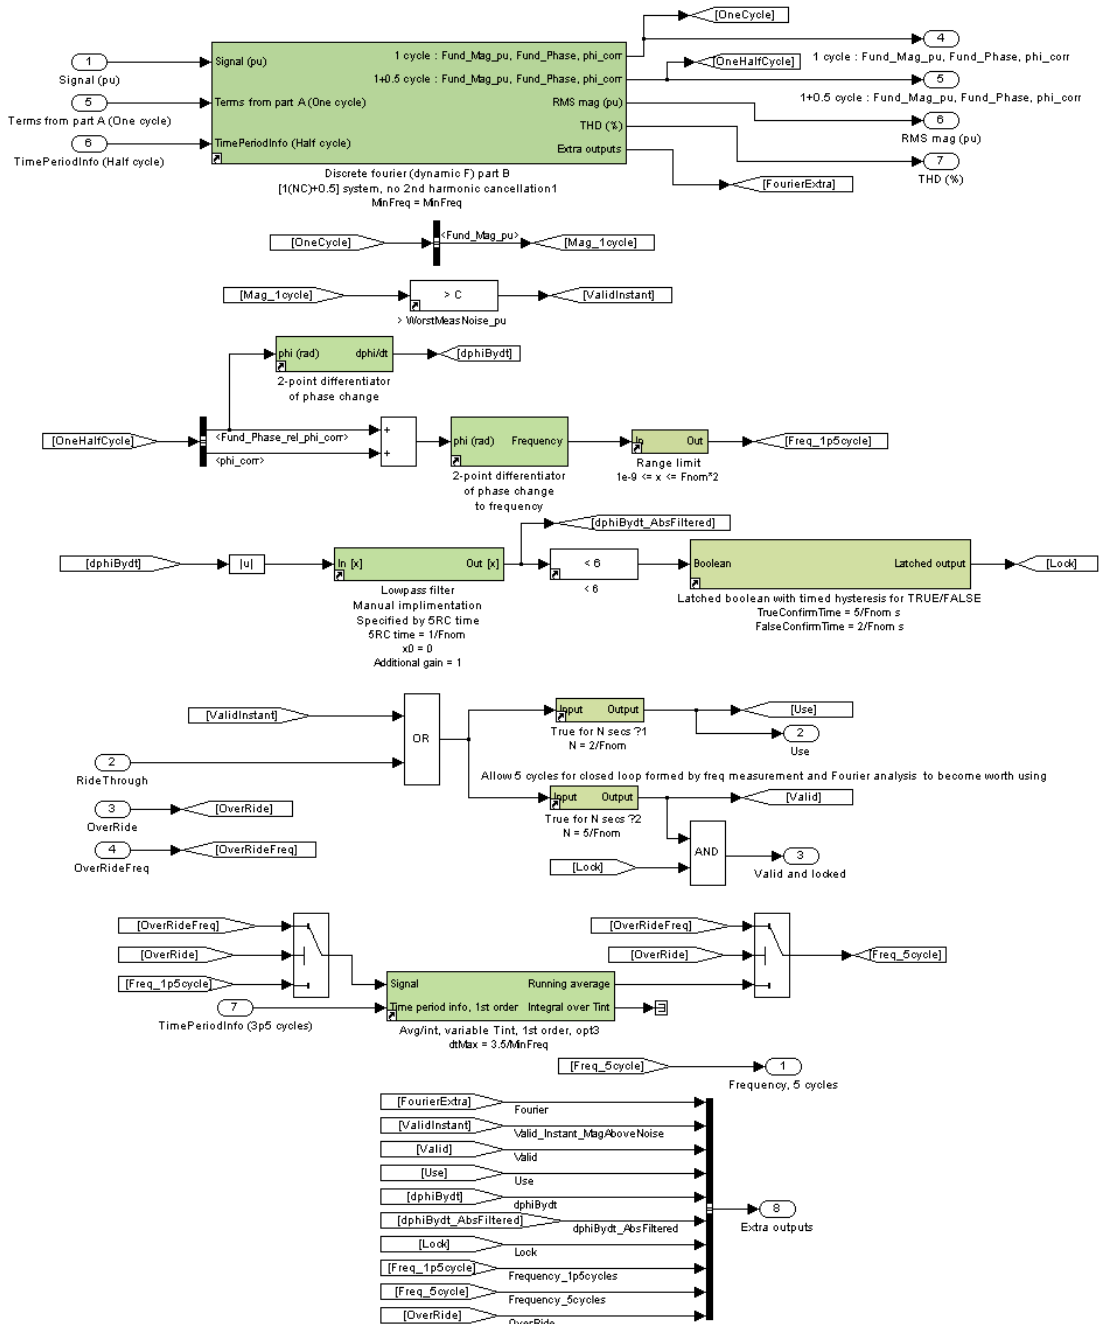 [OneCycle]
1
Signal (pu)
5
Terms from part A (One cycle)
6
TimePeriodInfo (Half cycle)
Signal (pu)
Terms from part A (One cycle)
TimePeriodInfo (Half cycle)
1 cycle : Fund_Mag_pu, Fund_Phase, phi_corr
1+0.5 cycle : Fund_Mag_pu, Fund_Phase, phi_corr
RMS mag (pu)
THD (%)
Extra outputs
4
1 cycle : Fund_Mag_pu, Fund_Phase, phi_corr
[OneHalfCycle]
5
1+0.5 cycle : Fund_Mag_pu, Fund_Phase, phi_corr
6
RMS mag (pu)
7
THD (%)
[FourierExtra]
Discrete fourier (dynamic F) part B
[1(NC)+0.5] system, no 2nd harmonic cancellation1
MinFreq = MinFreq
[OneCycle]
<Fund_Mag_pu>
[Mag_1cycle]
[Mag_1cycle]
> C
> WorstMeasNoise_pu
[ValidInstant]
phi (rad)
dphi/dt
[dphiBydt]
2-point differentiator
of phase change
[OneHalfCycle]
<Fund_Phase_rel_phi_corr>
<phi_corr>
+
+
phi (rad)
Frequency
2-point differentiator
of phase change
to frequency
In
Out
Range limit
1e-9 <= x <= Fnom*2
[Freq_1p5cycle]
[dphiBydt_AbsFiltered]
[dphiBydt]
|u|
In [x]
Out [x]
Lowpass filter
Manual implimentation
Specified by 5RC time
5RC time = 1/Fnom
x0 = 0
Additional gain = 1
< 6
< 6
Boolean
Latched output
Latched boolean with timed hysteresis for TRUE/FALSE
TrueConfirmTime = 5/Fnom s
FalseConfirmTime = 2/Fnom s
[Lock]
[ValidInstant]
2
RideThrough
OR
Input
Output
True for N secs ?1
N = 2/Fnom
[Use]
2
Use
Allow 5 cycles for closed loop formed by freq measurement and Fourier analysis to become worth using
3
OverRide
[OverRide]
4
OverRideFreq
[OverRideFreq]
Input
Output
True for N secs ?2
N = 5/Fnom
[Valid]
[Lock]
AND
3
Valid and locked
[OverRideFreq]
[OverRide]
[Freq_1p5cycle]
7
TimePeriodInfo (3p5 cycles)
Signal
Time period info, 1st order
Running average
Integral over Tint
Avg/int, variable Tint, 1st order, opt3
dtMax = 3.5/MinFreq
[OverRideFreq]
[OverRide]
[Freq_5cycle]
[Freq_5cycle]
1
Frequency, 5 cycles
[FourierExtra]
Fourier
[ValidInstant]
Valid_Instant_MagAboveNoise
[Valid]
Valid
[Use]
Use
[dphiBydt]
dphiBydt
[dphiBydt_AbsFiltered]
dphiBydt_AbsFiltered
[Lock]
Lock
[Freq_1p5cycle]
Frequency_1p5cycles
[Freq_5cycle]
Frequency_5cycles
[OverRide]
OverRide
8
Extra outputs